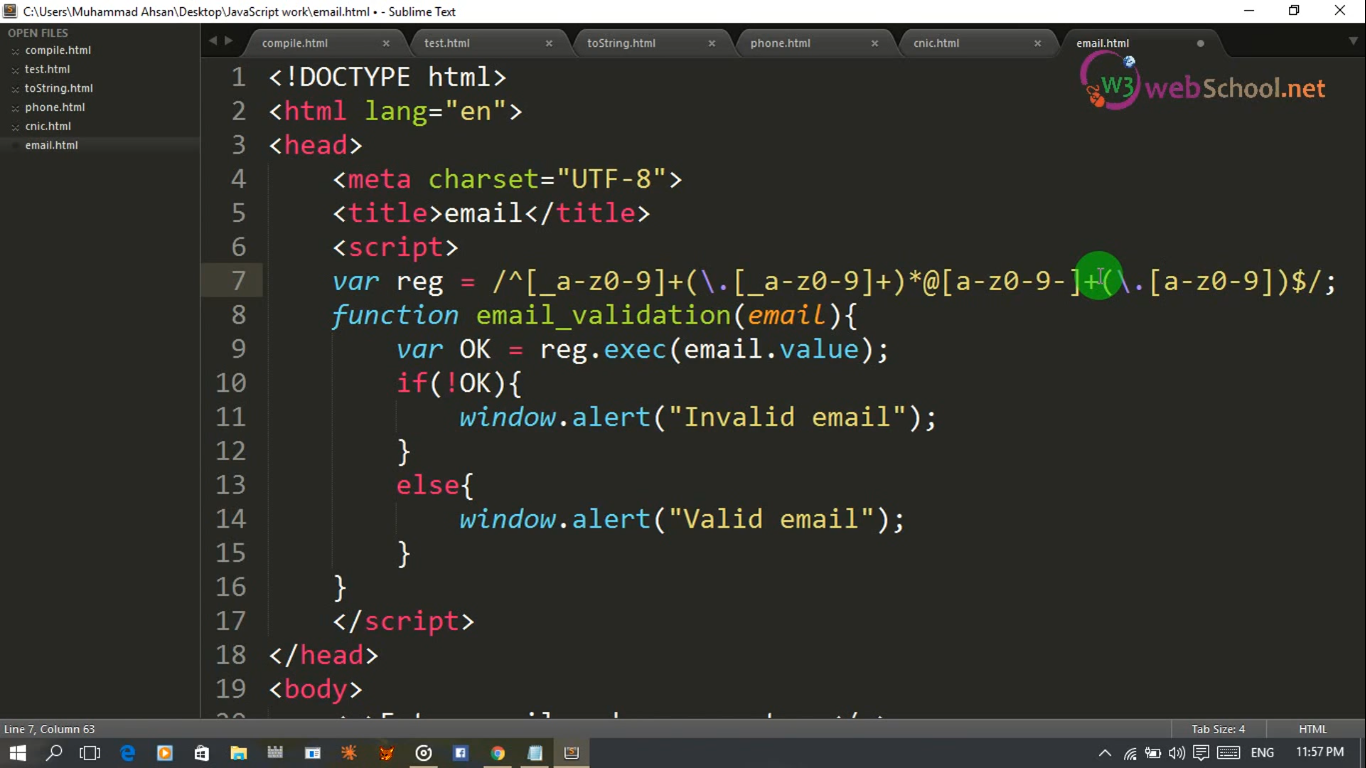 C:\Users\Muhammad Ahsan\Desktop\JavaScript work\email.html • - Sublime Text
OPEN FILES
compile.html
test.html
toString.html
phone.html
cnic.html
email.html
compile.html
test.html
toString.html
phone.html
cnic.html
email.html
W3 webSchool.net
1 <!DOCTYPE html>
2 <html lang="en">
3 <head>
4 <meta charset="UTF-8">
5 <title>email</title>
6 <script>
7 var reg = /^[_a-z0-9]+(\.[_a-z0-9]+)*@[a-z0-9-]+(\.[a-z0-9])$/;
8 function email_validation(email){
9 var OK = reg.exec(email.value);
10 if(!OK){
11 window.alert("Invalid email");
12 }
13 else{
14 window.alert("Valid email");
15 }
16 }
17 </script>
18 </head>
19 <body>
Line 7, Column 63
Tab Size: 4
HTML
ENG
11:57 PM